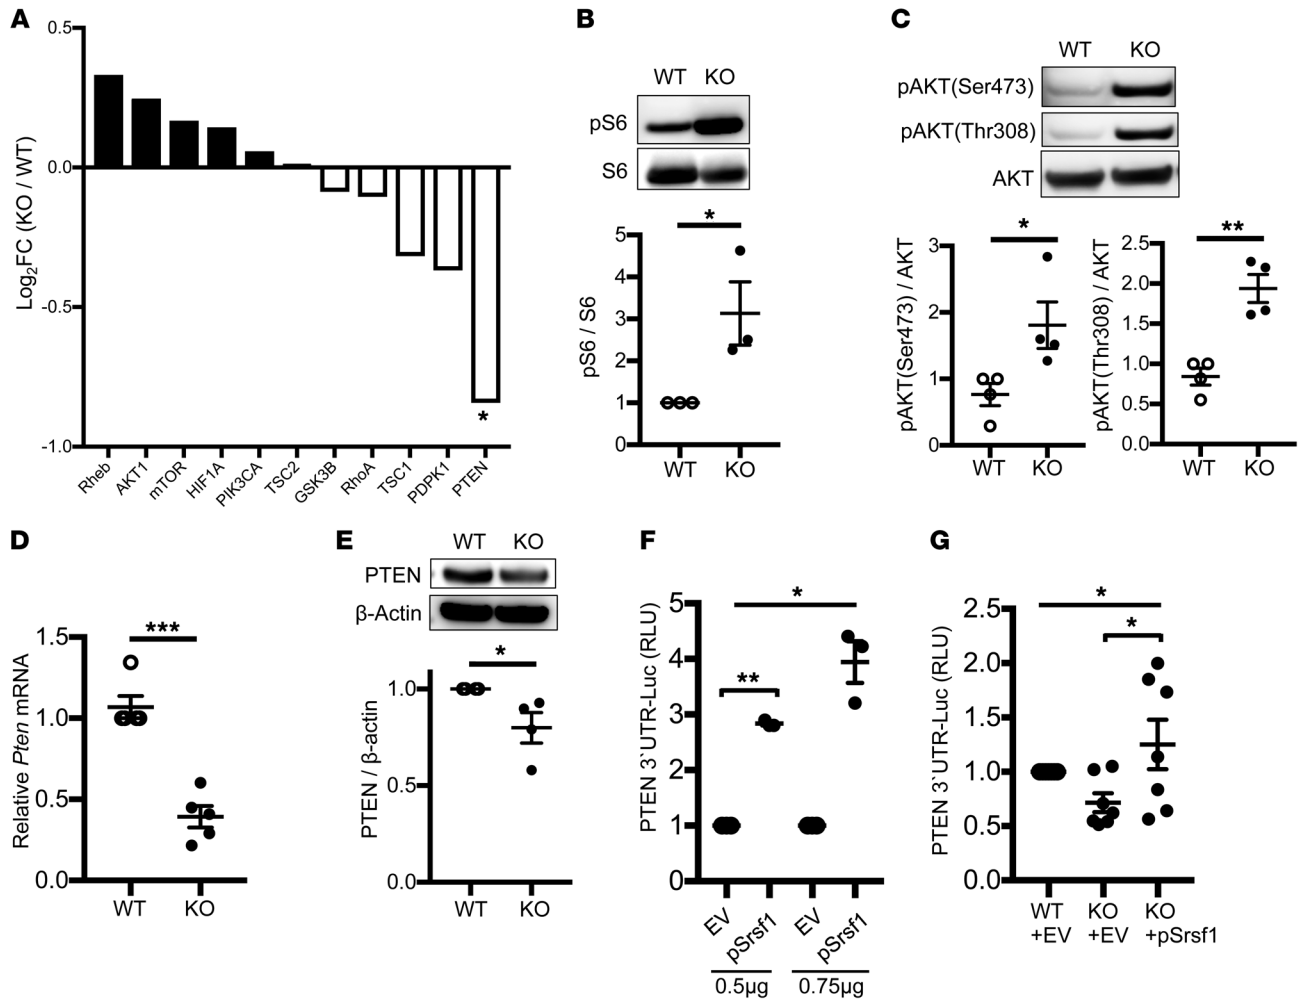 A
Log2FC (KO / WT)
0.5
0.0
-0.5
-1.0
*
Rheb
AKT1
mTOR
HIF1A
PIK3CA
TSC2
GSK3B
RhoA
TSC1
PDPK1
PTEN
B
WT KO
pS6
S6
*
pS6 / S6
5
4
3
2
1
0
WT KO
C
WT KO
pAKT(Ser473)
pAKT(Thr308)
AKT
*
pAKT(Ser473) / AKT
3
2
1
0
WT KO
**
pAKT(Thr308) / AKT
2.5
2.0
1.5
1.0
0.5
0.0
WT KO
D
***
Relative Pten mRNA
1.5
1.0
0.5
0.0
WT KO
E
WT KO
PTEN
β-Actin
*
PTEN / β-actin
1.0
0.5
0.0
WT KO
F
*
**
PTEN 3`UTR-Luc (RLU)
5
4
3
2
1
0
EV
pSrsf1
EV
pSrsf1
0.5μg 0.75μg
G
*
*
PTEN 3`UTR-Luc (RLU)
2.5
2.0
1.5
1.0
0.5
0.0
WT KO KO
+EV +EV +pSrsf1